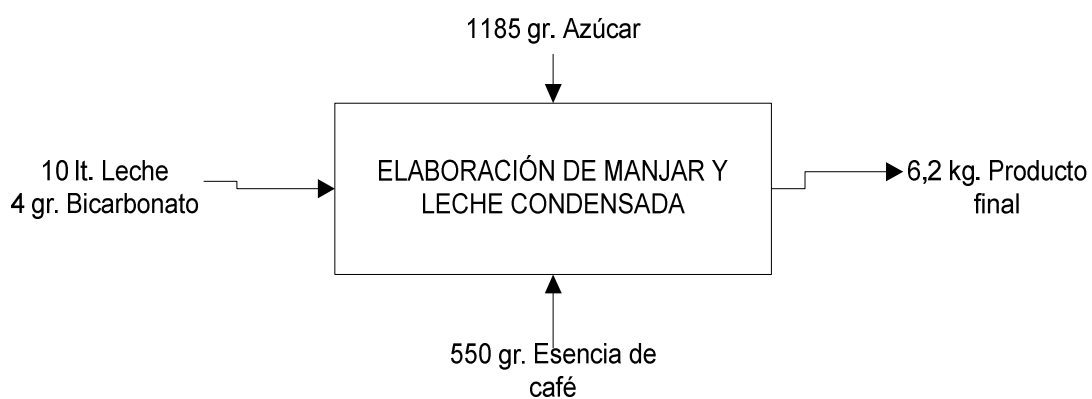 1185 gr. Azúcar
10 lt. Leche
4 gr. Bicarbonato
ELABORACIÓN DE MANJAR Y
LECHE CONDENSADA
6,2 kg. Producto
final
550 gr. Esencia de
café